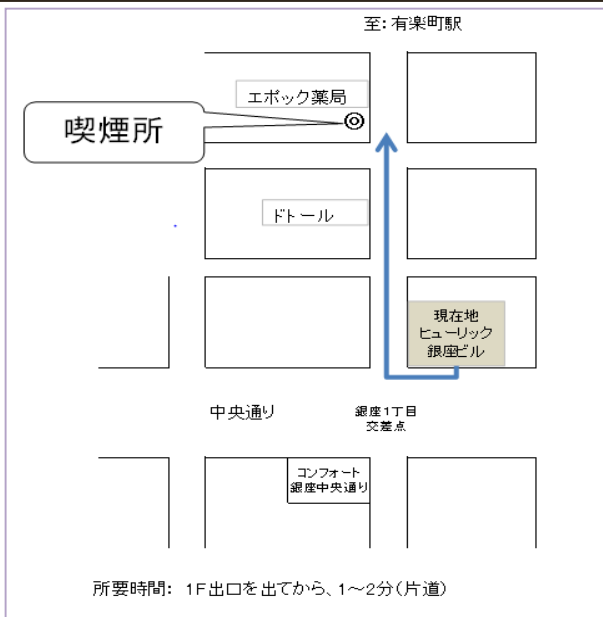 至：有楽町駅
エポック薬局
喫煙所
ドトール
現在地
ヒューリック
銀座ビル
中央通り
銀座1丁目
交差点
コンフォート
銀座中央通り
所要時間： 1F出口を出てから、1～2分(片道)